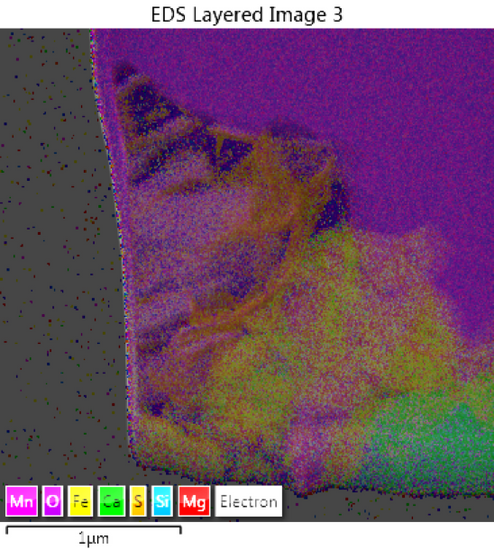 EDS Layered Image 3
Mn O Fe Ca S Si Mg Electron
1μm